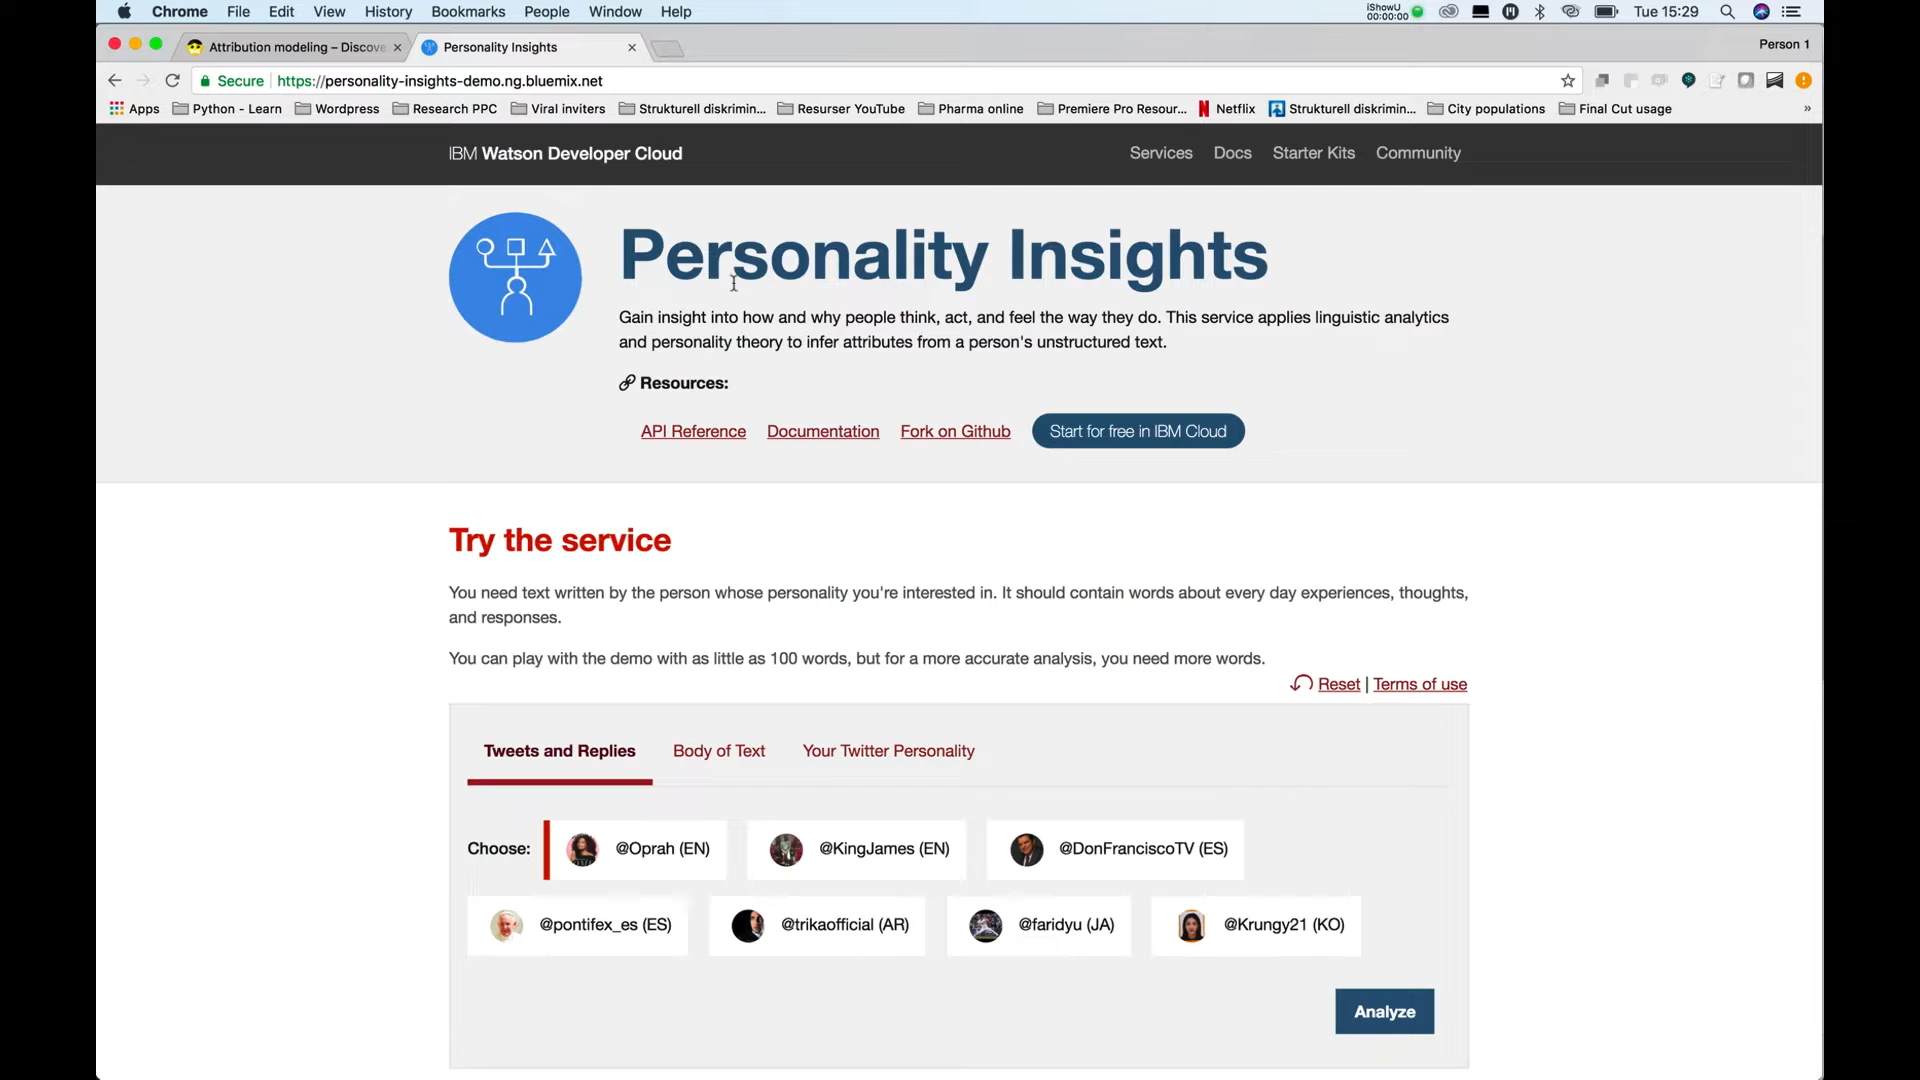 Chrome File Edit View History Bookmarks People Window Help iShowU 00:00:00 Tue 15:29
Attribution modeling – Discove Personality Insights Person 1
Secure https://personality-insights-demo.ng.bluemix.net
Apps Python - Learn Wordpress Research PPC Viral inviters Strukturell diskrimin... Resurser YouTube Pharma online Premiere Pro Resour... Netflix Strukturell diskrimin... City populations Final Cut usage »
IBM Watson Developer Cloud Services Docs Starter Kits Community
Personality Insights
Gain insight into how and why people think, act, and feel the way they do. This service applies linguistic analytics
and personality theory to infer attributes from a person's unstructured text.
Resources:
API Reference Documentation Fork on Github Start for free in IBM Cloud
Try the service
You need text written by the person whose personality you're interested in. It should contain words about every day experiences, thoughts,
and responses.
You can play with the demo with as little as 100 words, but for a more accurate analysis, you need more words.
Reset | Terms of use
Tweets and Replies Body of Text Your Twitter Personality
Choose: @Oprah (EN) @KingJames (EN) @DonFranciscoTV (ES)
@pontifex_es (ES) @trikaofficial (AR) @faridyu (JA) @Krungy21 (KO)
Analyze